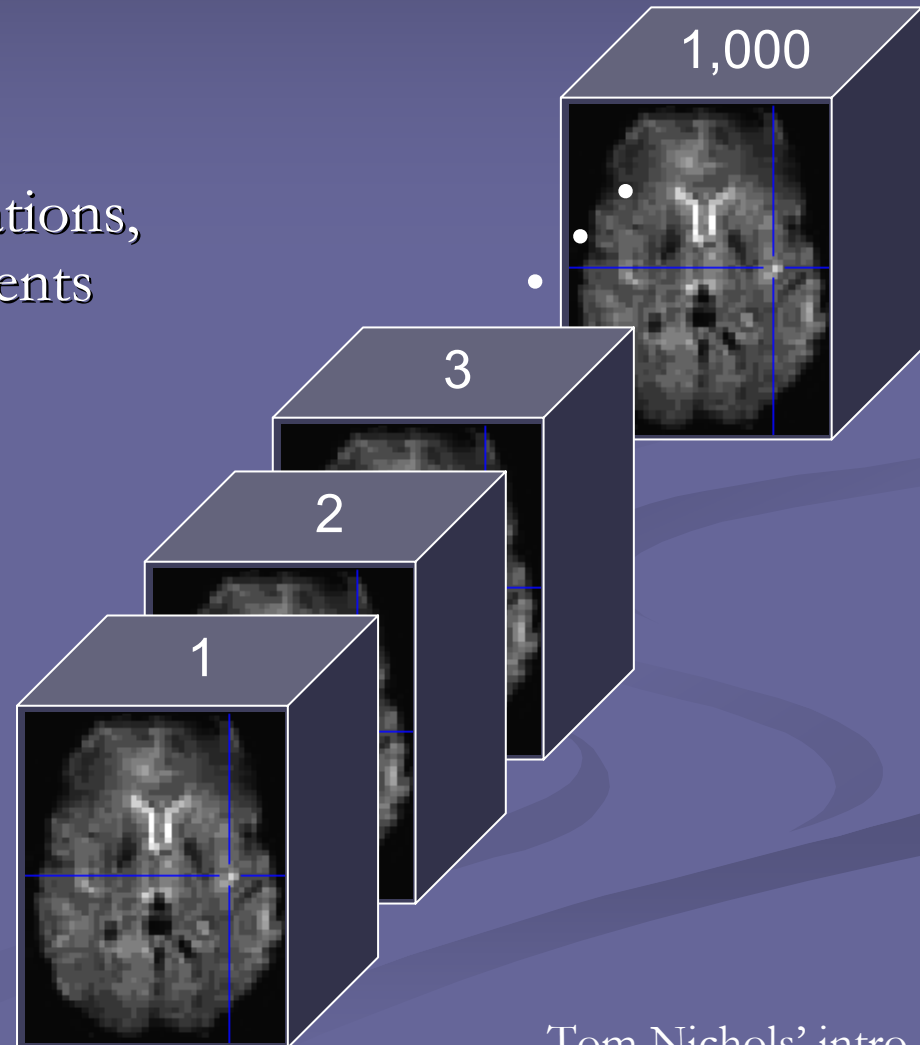 1,000
ations,
ents
3
2
1
Tom Nichols’ intro